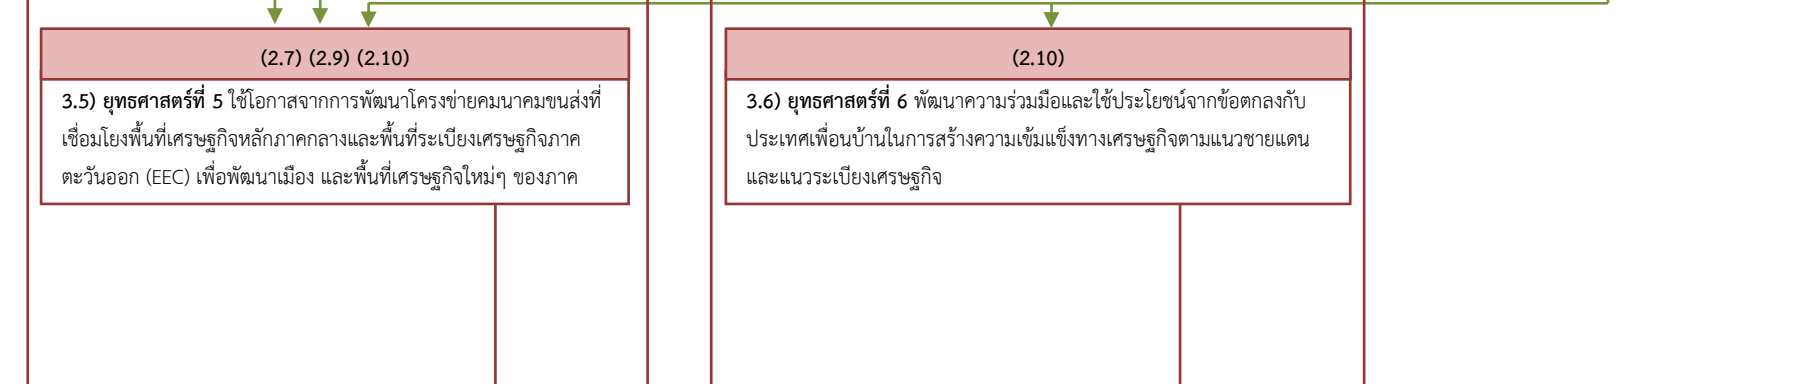 (2.7) (2.9) (2.10)
3.5) ยุทธศาสตร์ที่ 5 ใช้โอกาสจากการพัฒนาโครงข่ายคมนาคมขนส่งที่
เชื่อมโยงพื้นที่เศรษฐกิจหลักภาคกลางและพื้นที่ระเบียงเศรษฐกิจภาค
ตะวันออก (EEC) เพื่อพัฒนาเมือง และพื้นที่เศรษฐกิจใหม่ๆ ของภาค
(2.10)
3.6) ยุทธศาสตร์ที่ 6 พัฒนาความร่วมมือและใช้ประโยชน์จากข้อตกลงกับ
ประเทศเพื่อนบ้านในการสร้างความเข้มแข็งทางเศรษฐกิจตามแนวชายแดน
และแนวระเบียงเศรษฐกิจ